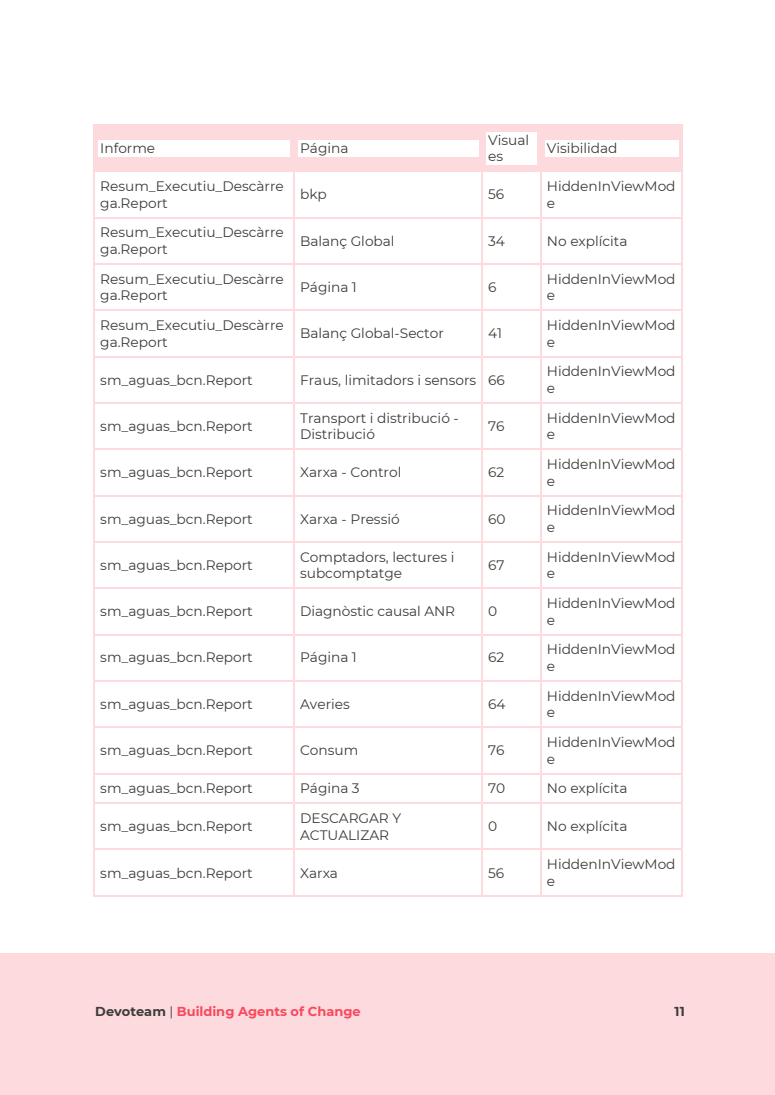 Informe Página Visual
es Visibilidad
Resum_Executiu_Descàrre
ga.Report bkp 56 HiddenInViewMod
e
Resum_Executiu_Descàrre
ga.Report Balanç Global 34 No explícita
Resum_Executiu_Descàrre
ga.Report Página 1 6 HiddenInViewMod
e
Resum_Executiu_Descàrre
ga.Report Balanç Global-Sector 41 HiddenInViewMod
e
sm_aguas_bcn.Report Fraus, limitadors i sensors 66 HiddenInViewMod
e
sm_aguas_bcn.Report Transport i distribució -
Distribució 76 HiddenInViewMod
e
sm_aguas_bcn.Report Xarxa - Control 62 HiddenInViewMod
e
sm_aguas_bcn.Report Xarxa - Pressió 60 HiddenInViewMod
e
sm_aguas_bcn.Report Comptadors, lectures i
subcomptatge 67 HiddenInViewMod
e
sm_aguas_bcn.Report Diagnòstic causal ANR 0 HiddenInViewMod
e
sm_aguas_bcn.Report Página 1 62 HiddenInViewMod
e
sm_aguas_bcn.Report Averies 64 HiddenInViewMod
e
sm_aguas_bcn.Report Consum 76 HiddenInViewMod
e
sm_aguas_bcn.Report Página 3 70 No explícita
sm_aguas_bcn.Report DESCARGAR Y
ACTUALIZAR 0 No explícita
sm_aguas_bcn.Report Xarxa 56 HiddenInViewMod
e
Devoteam | Building Agents of Change 11